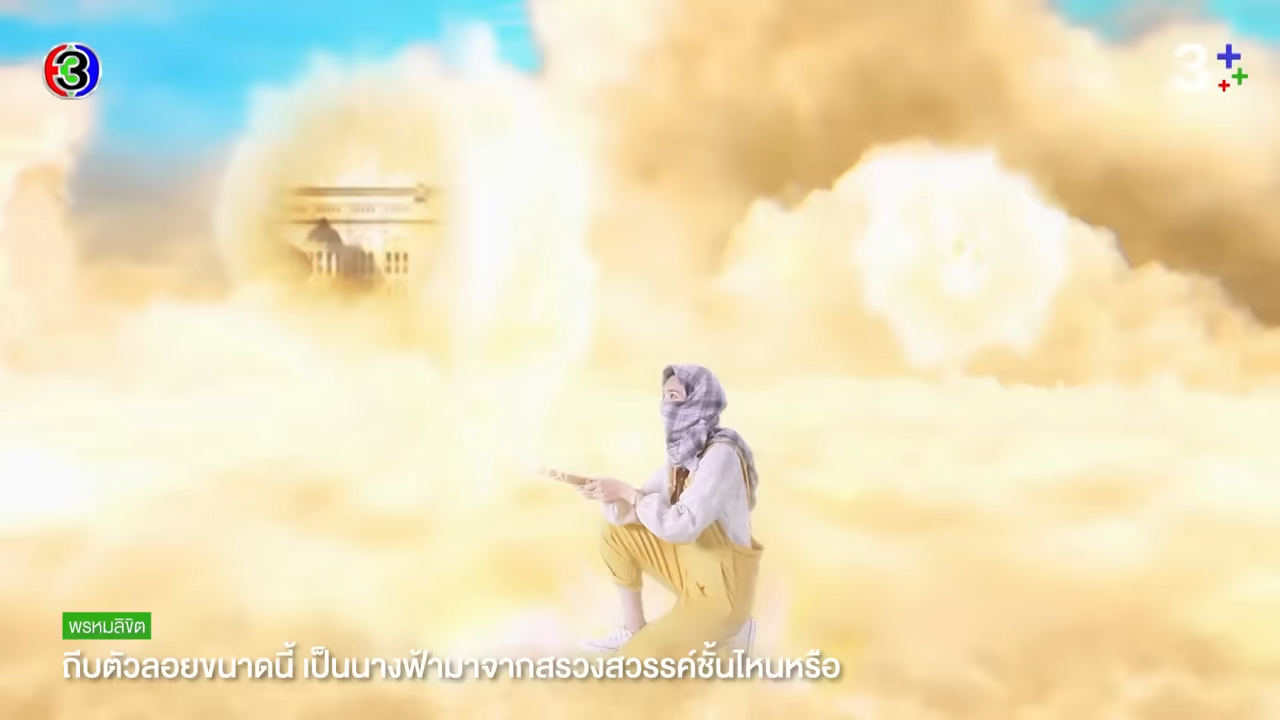 3
3
พรหมลิขิต
ถีบตัวลอยขนาดนี้ เป็นนางฟ้ามาจากสรวงสวรรค์ชั้นไหนหรือ